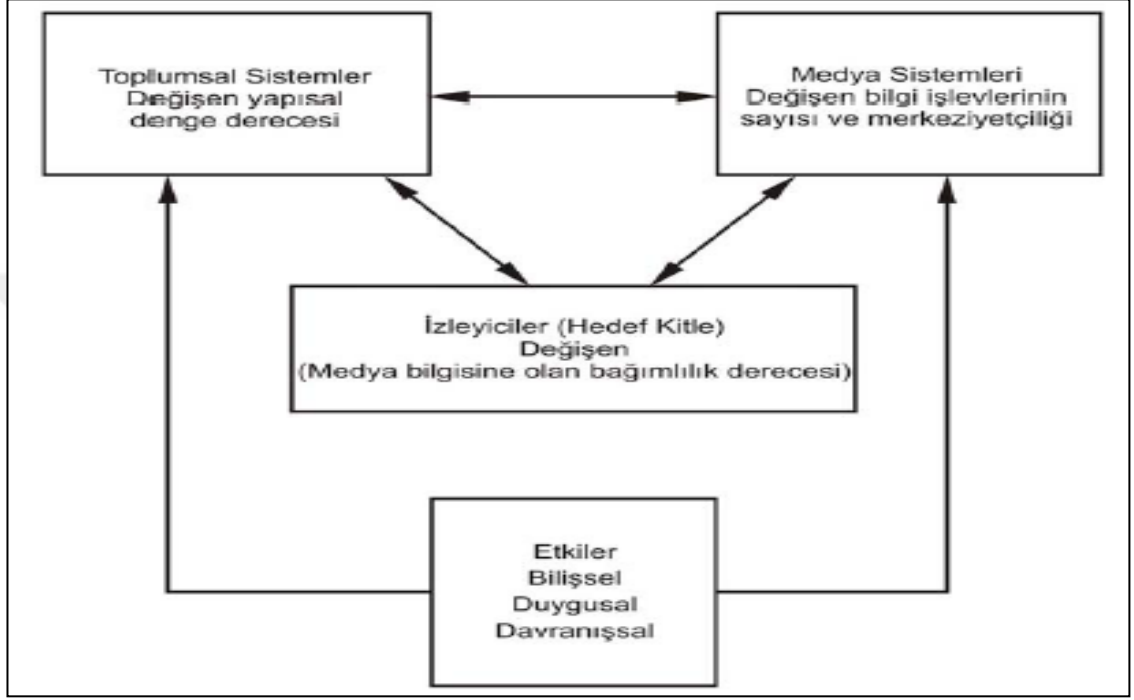 Toplumsal Sistemler
Değişen yapısal
denge derecesi
Medya Sistemleri
Değişen bilgi işlevlerinin
sayısı ve merkeziyetçiliği
İzleyiciler (Hedef Kitle)
Değişen
(Medya bilgisine olan bağımlılık derecesi)
Etkiler
Bilişsel
Duygusal
Davranışsal